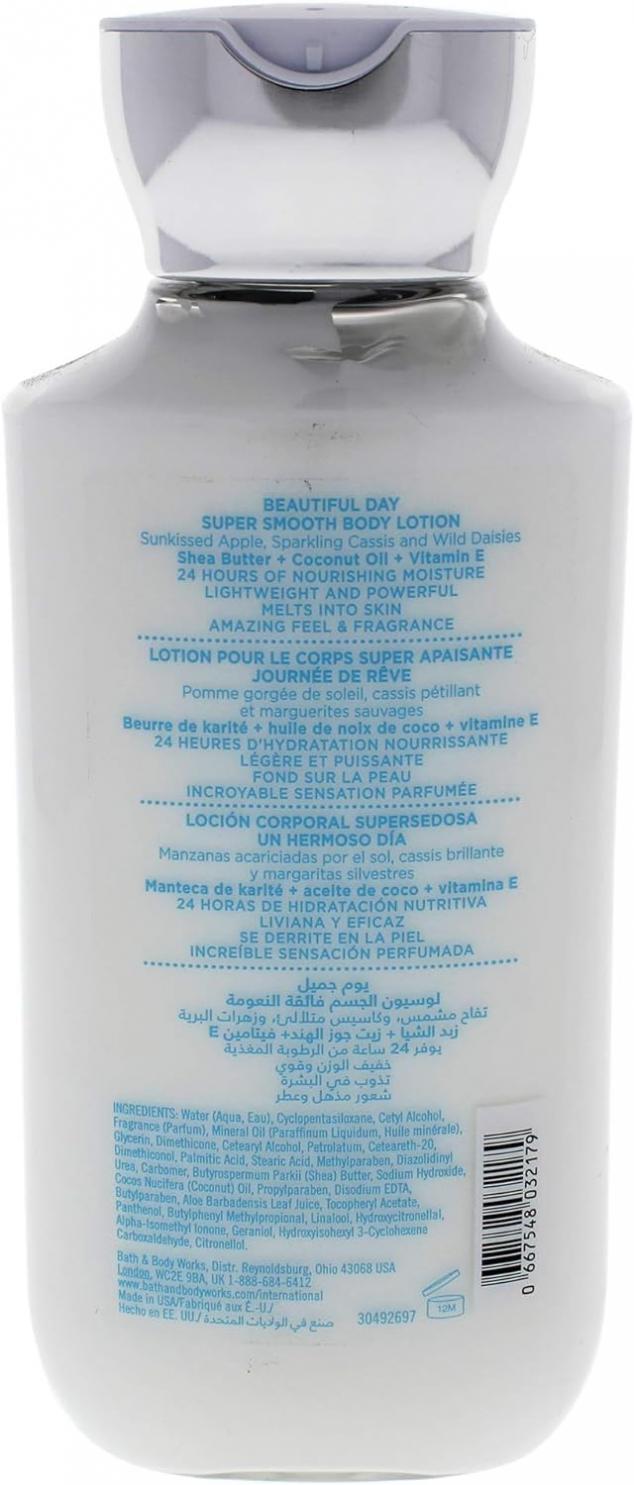 BEAUTIFUL DAY
SUPER SMOOTH BODY LOTION
Sunkissed Apple, Sparkling Cassis and Wild Daisies
Shea Butter + Coconut Oil + Vitamin E
24 HOURS OF NOURISHING MOISTURE
LIGHTWEIGHT AND POWERFUL
MELTS INTO SKIN
AMAZING FEEL & FRAGRANCE
LOTION POUR LE CORPS SUPER APAISANTE
JOURNÉE DE RÊVE
Pomme gorgée de soleil, cassis pétillant
et marguerites sauvages
Beurre de karité + huile de noix de coco + vitamine E
24 HEURES D'HYDRATATION NOURRISSANTE
LÉGÈRE ET PUISSANTE
FOND SUR LA PEAU
INCROYABLE SENSATION PARFUMÉE
LOCIÓN CORPORAL SUPERSEDOSA
UN HERMOSO DÍA
Manzanas acariciadas por el sol, cassis brillante
y margaritas silvestres
Manteca de karité + aceite de coco + vitamina E
24 HORAS DE HIDRATACIÓN NUTRITIVA
LIVIANA Y EFICAZ
SE DERRITE EN LA PIEL
INCREÍBLE SENSACIÓN PERFUMADA
يوم جميل
لوسيون الجسم فائقة النعومة
تفاح مشمس، وكاسيس متلألئ، وزهرات البرية
زبد الشيا + زيت جوز الهند+ فيتامين E
يوفر 24 ساعة من الرطوبة المغذية
خفيف الوزن وقوي
تذوب في البشرة
شعور مذهل وعطر
INGREDIENTS: Water (Aqua, Eau), Cyclopentasiloxane, Cetyl Alcohol,
Fragrance (Parfum), Mineral Oil (Paraffinum Liquidum, Huile minérale),
Glycerin, Dimethicone, Cetearyl Alcohol, Petrolatum, Ceteareth-20,
Dimethiconol, Palmitic Acid, Stearic Acid, Methylparaben, Diazolidinyl
Urea, Carbomer, Butyrospermum Parkii (Shea) Butter, Sodium Hydroxide,
Cocos Nucifera (Coconut) Oil, Propylparaben, Disodium EDTA,
Butylparaben, Aloe Barbadensis Leaf Juice, Tocopheryl Acetate,
Panthenol, Butylphenyl Methylpropional, Linalool, Hydroxycitronellal,
Alpha-Isomethyl Ionone, Geraniol, Hydroxyisohexyl 3-Cyclohexene
Carboxaldehyde, Citronellol.
Bath & Body Works, Distr. Reynoldsburg, Ohio 43068 USA
London, WC2E 9BA, UK 1-888-684-6412
www.bathandbodyworks.com/international
Made in USA/Fabriqué aux É.-U./
Hecho en EE. UU./ صنع في الولايات المتحدة
30492697
12M
0 667548 032179